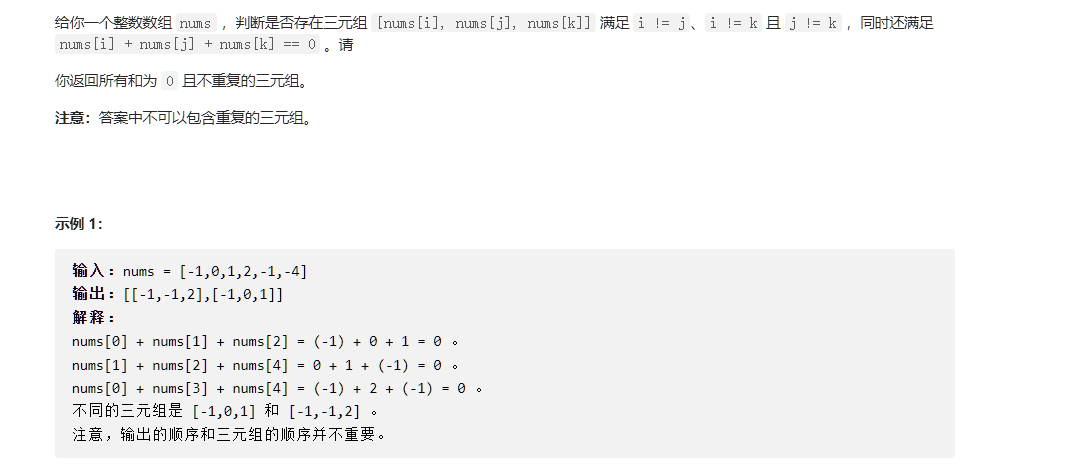 给你一个整数数组 nums ，判断是否存在三元组 [nums[i], nums[j], nums[k]] 满足 i != j、i != k 且 j != k ，同时还满足
nums[i] + nums[j] + nums[k] == 0 。请
你返回所有和为 0 且不重复的三元组。
注意：答案中不可以包含重复的三元组。
示例 1：
输入：nums = [-1,0,1,2,-1,-4]
输出：[[-1,-1,2],[-1,0,1]]
解释：
nums[0] + nums[1] + nums[2] = (-1) + 0 + 1 = 0 。
nums[1] + nums[2] + nums[4] = 0 + 1 + (-1) = 0 。
nums[0] + nums[3] + nums[4] = (-1) + 2 + (-1) = 0 。
不同的三元组是 [-1,0,1] 和 [-1,-1,2] 。
注意，输出的顺序和三元组的顺序并不重要。